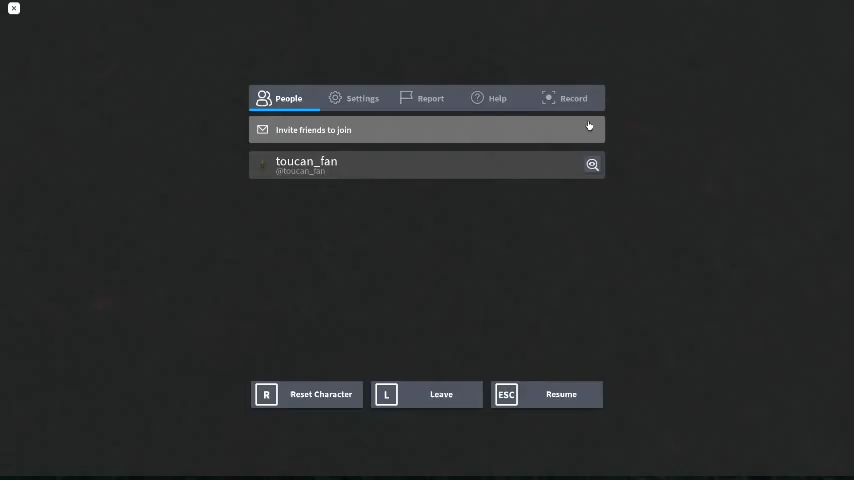 People
Settings
Report
Help
Record
Invite friends to join
toucan_fan
@toucan_fan
R Reset Character
L Leave
ESC Resume